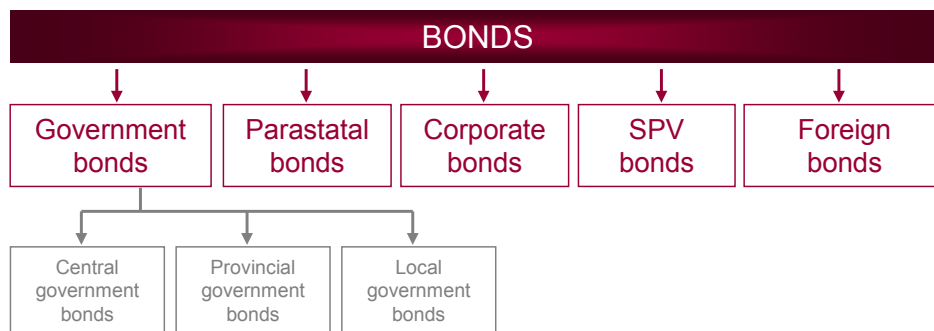 BONDS
Government
bonds
Parastatal
bonds
Corporate
bonds
SPV
bonds
Foreign
bonds
Central
government
bonds
Provincial
government
bonds
Local
government
bonds